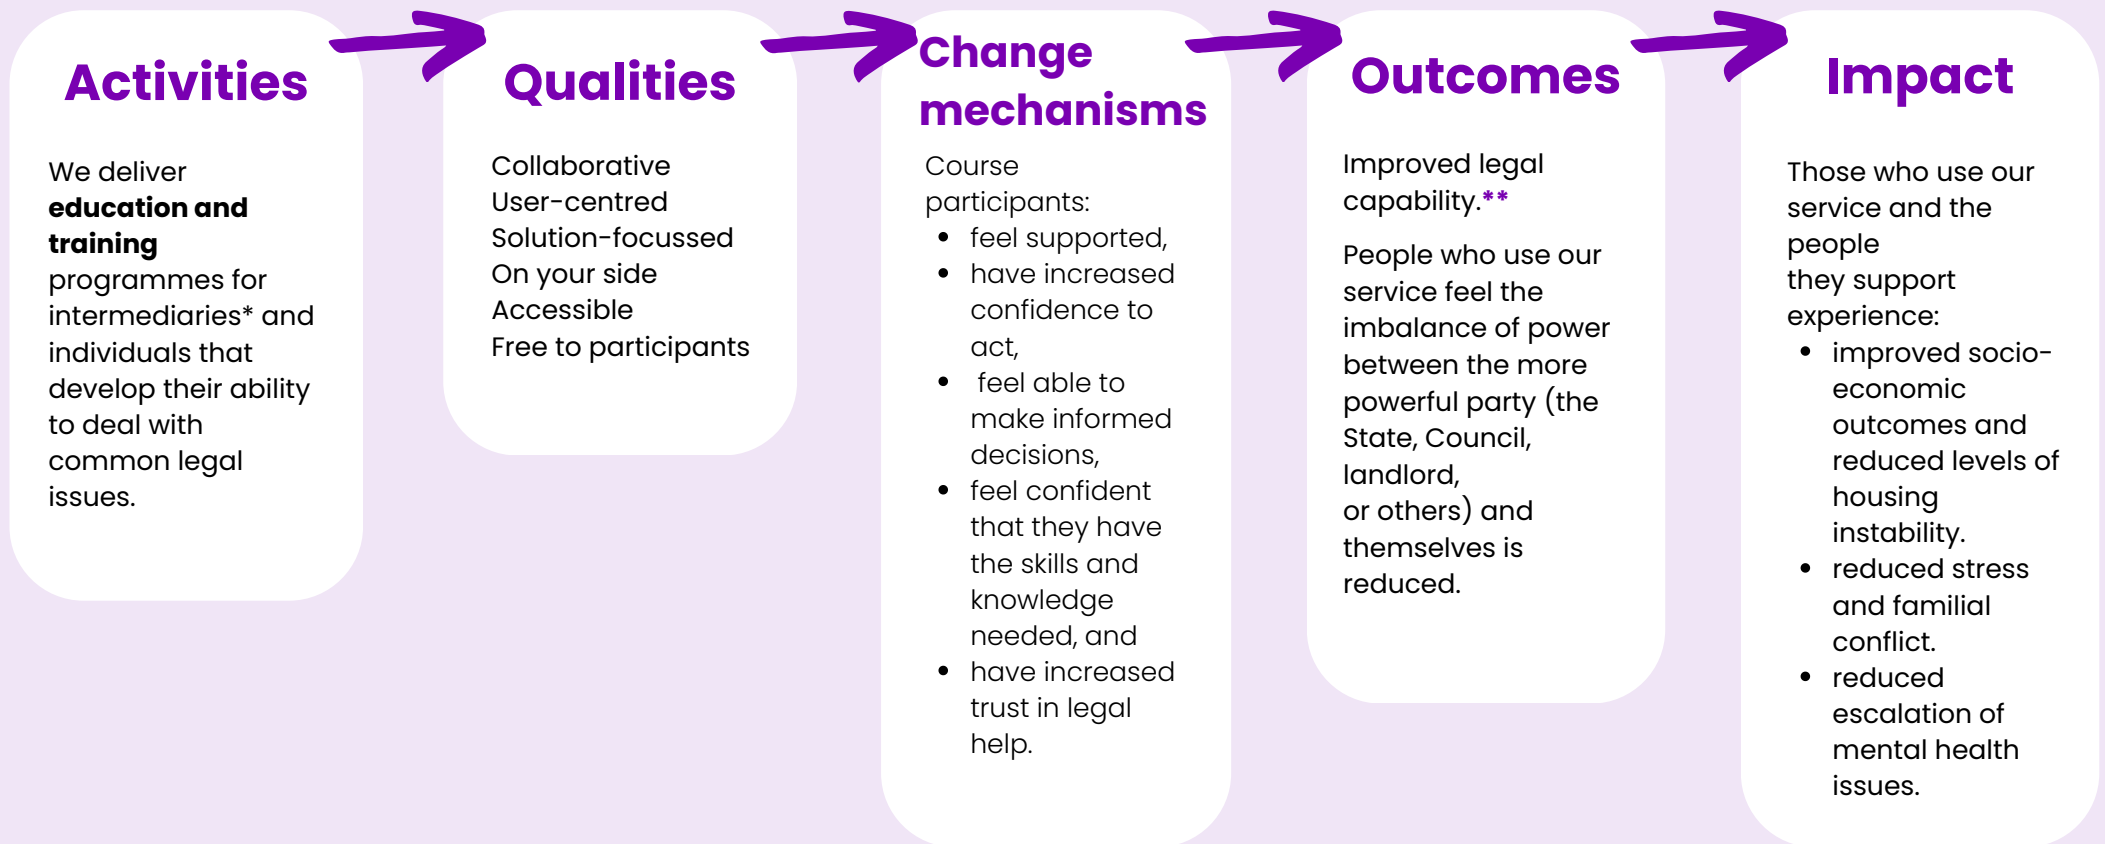 Activities
We deliver
education and
training
programmes for
intermediaries* and
individuals that
develop their ability
to deal with
common legal
issues.
Qualities
Collaborative
User-centred
Solution-focussed
On your side
Accessible
Free to participants
Change
mechanisms
Course
participants:
• feel supported,
• have increased
confidence to
act,
• feel able to
make informed
decisions,
• feel confident
that they have
the skills and
knowledge
needed, and
• have increased
trust in legal
help.
Outcomes
Improved legal
capability.**
People who use our
service feel the
imbalance of power
between the more
powerful party (the
State, Council,
landlord,
or others) and
themselves is
reduced.
Impact
Those who use our
service and the
people
they support
experience:
• improved socio-
economic
outcomes and
reduced levels of
housing
instability.
• reduced stress
and familial
conflict.
• reduced
escalation of
mental health
issues.